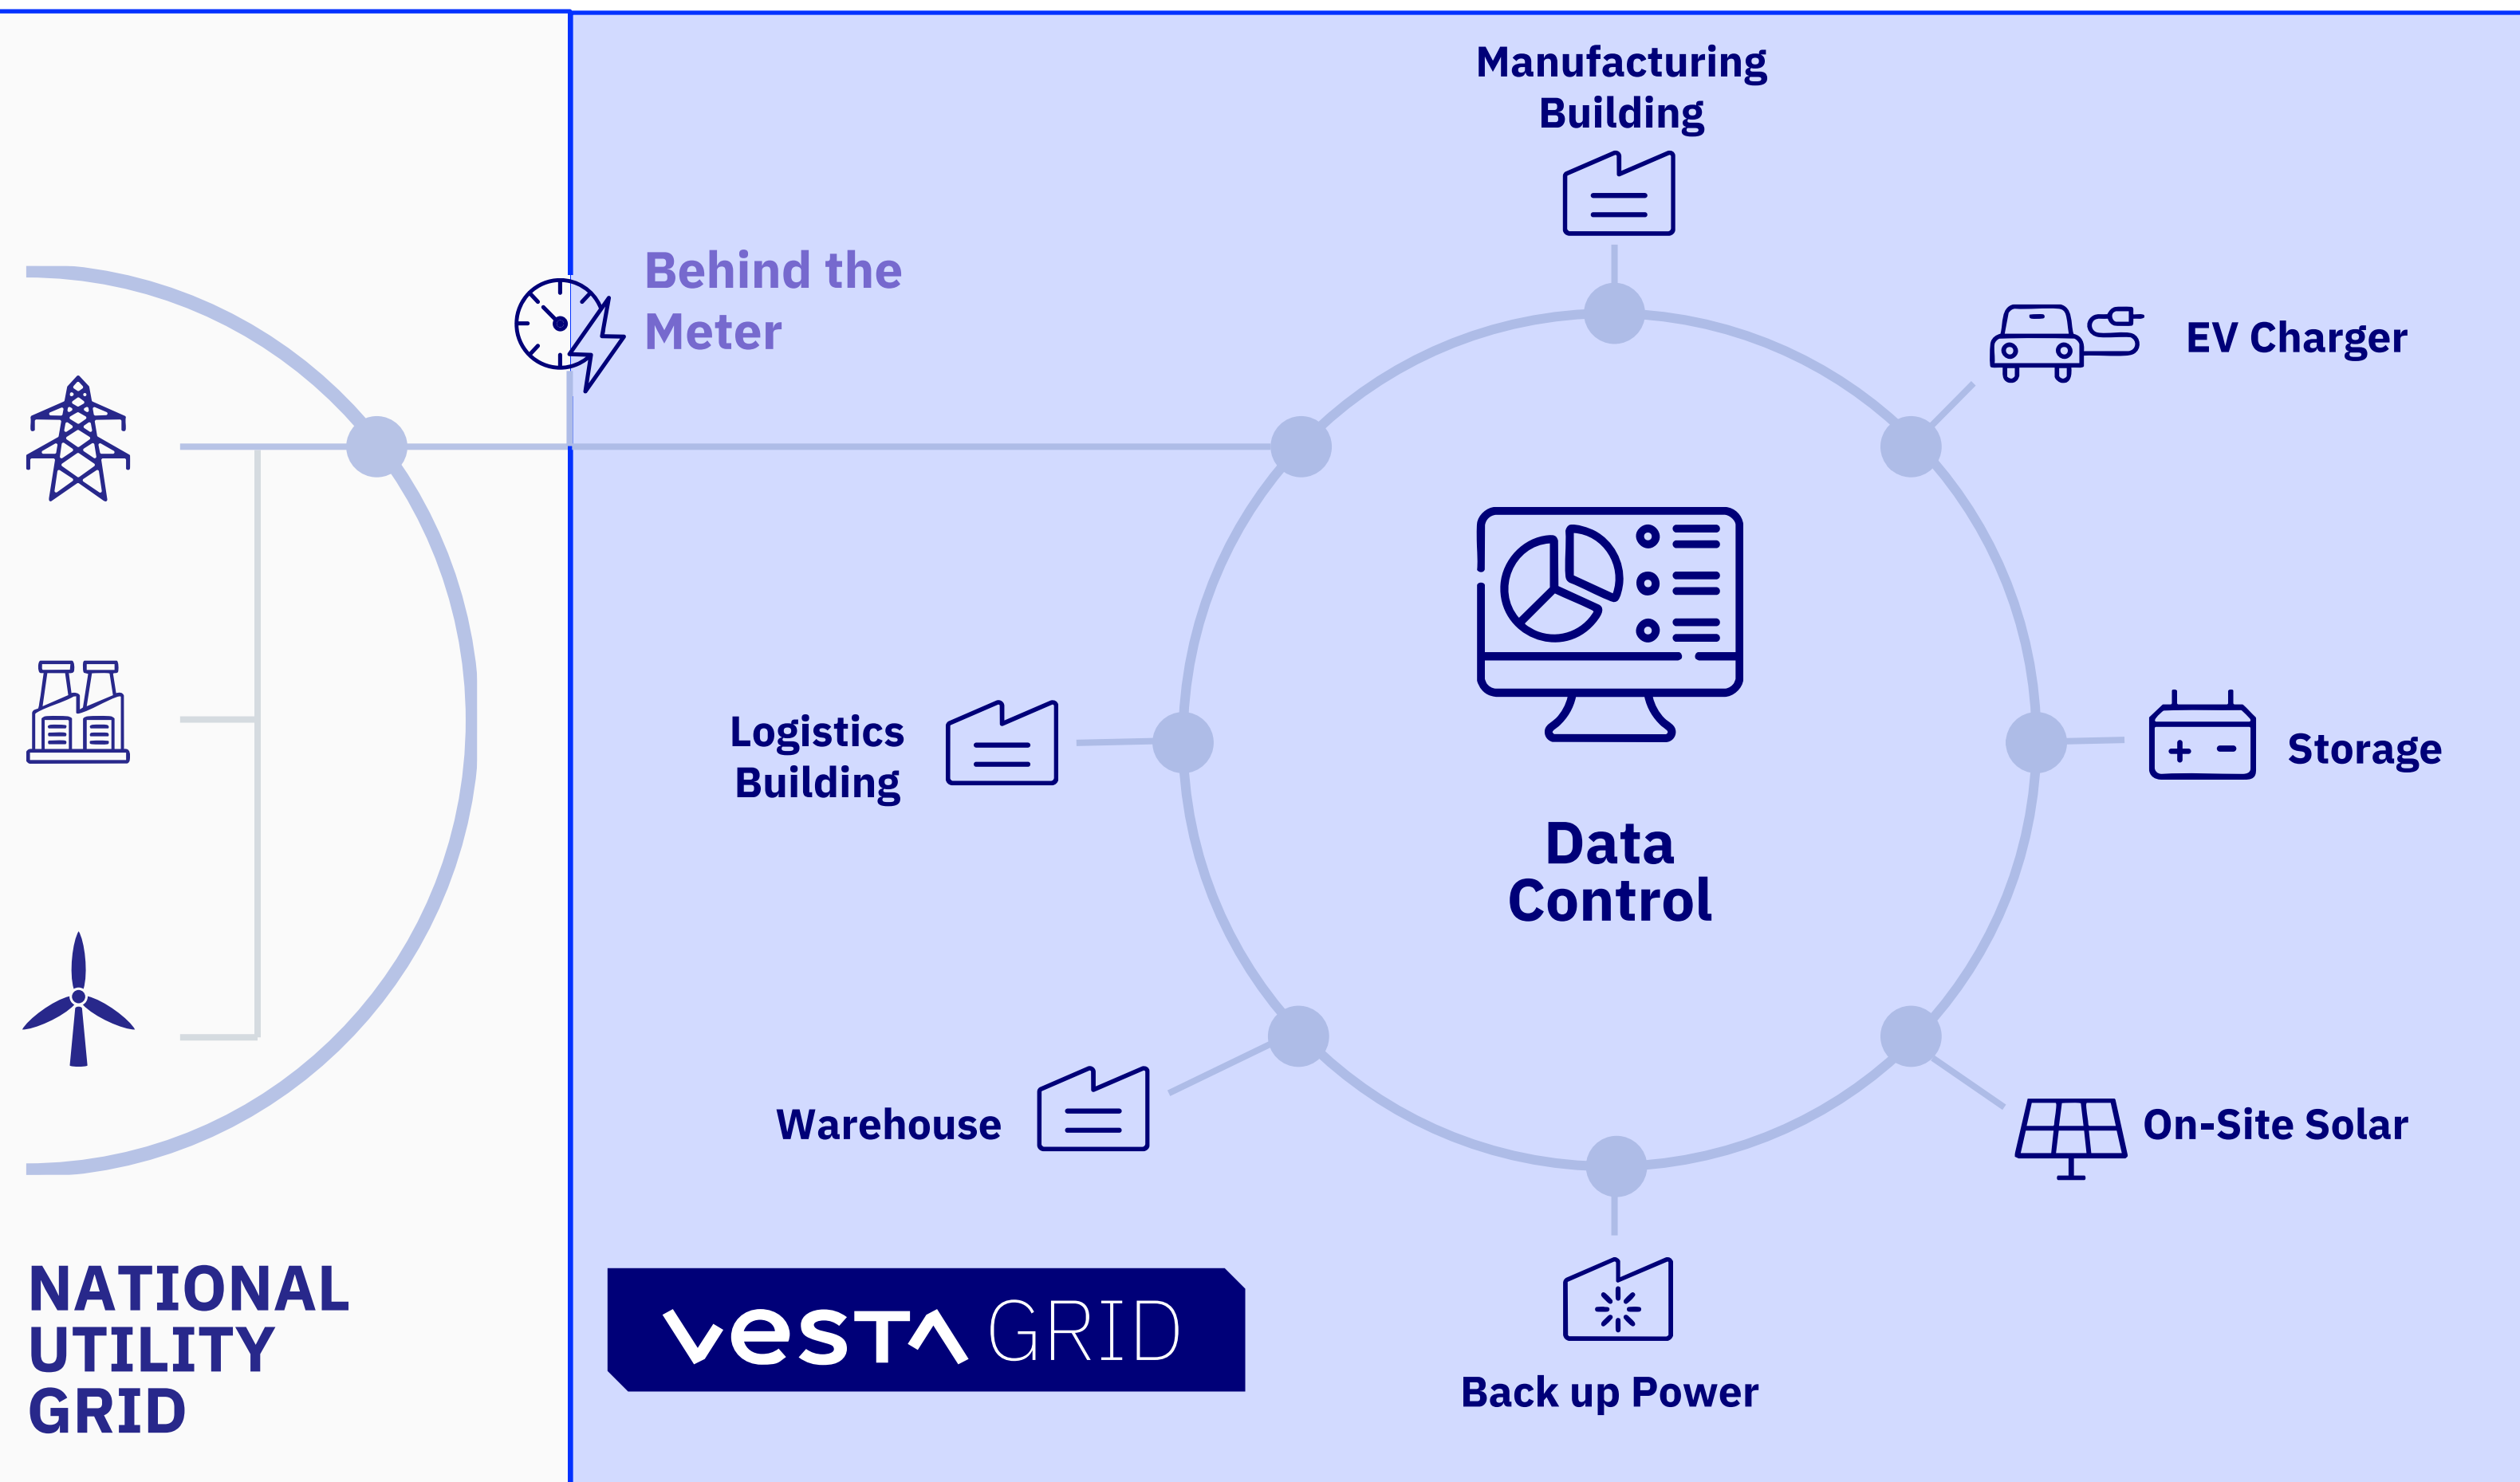 Manufacturing
Building
Behind the
Meter
EV Charger
Logistics
Building
Storage
Data
Control
Warehouse
On-Site Solar
NATIONAL
UTILITY
GRID
VeSTA GRID
Back up Power